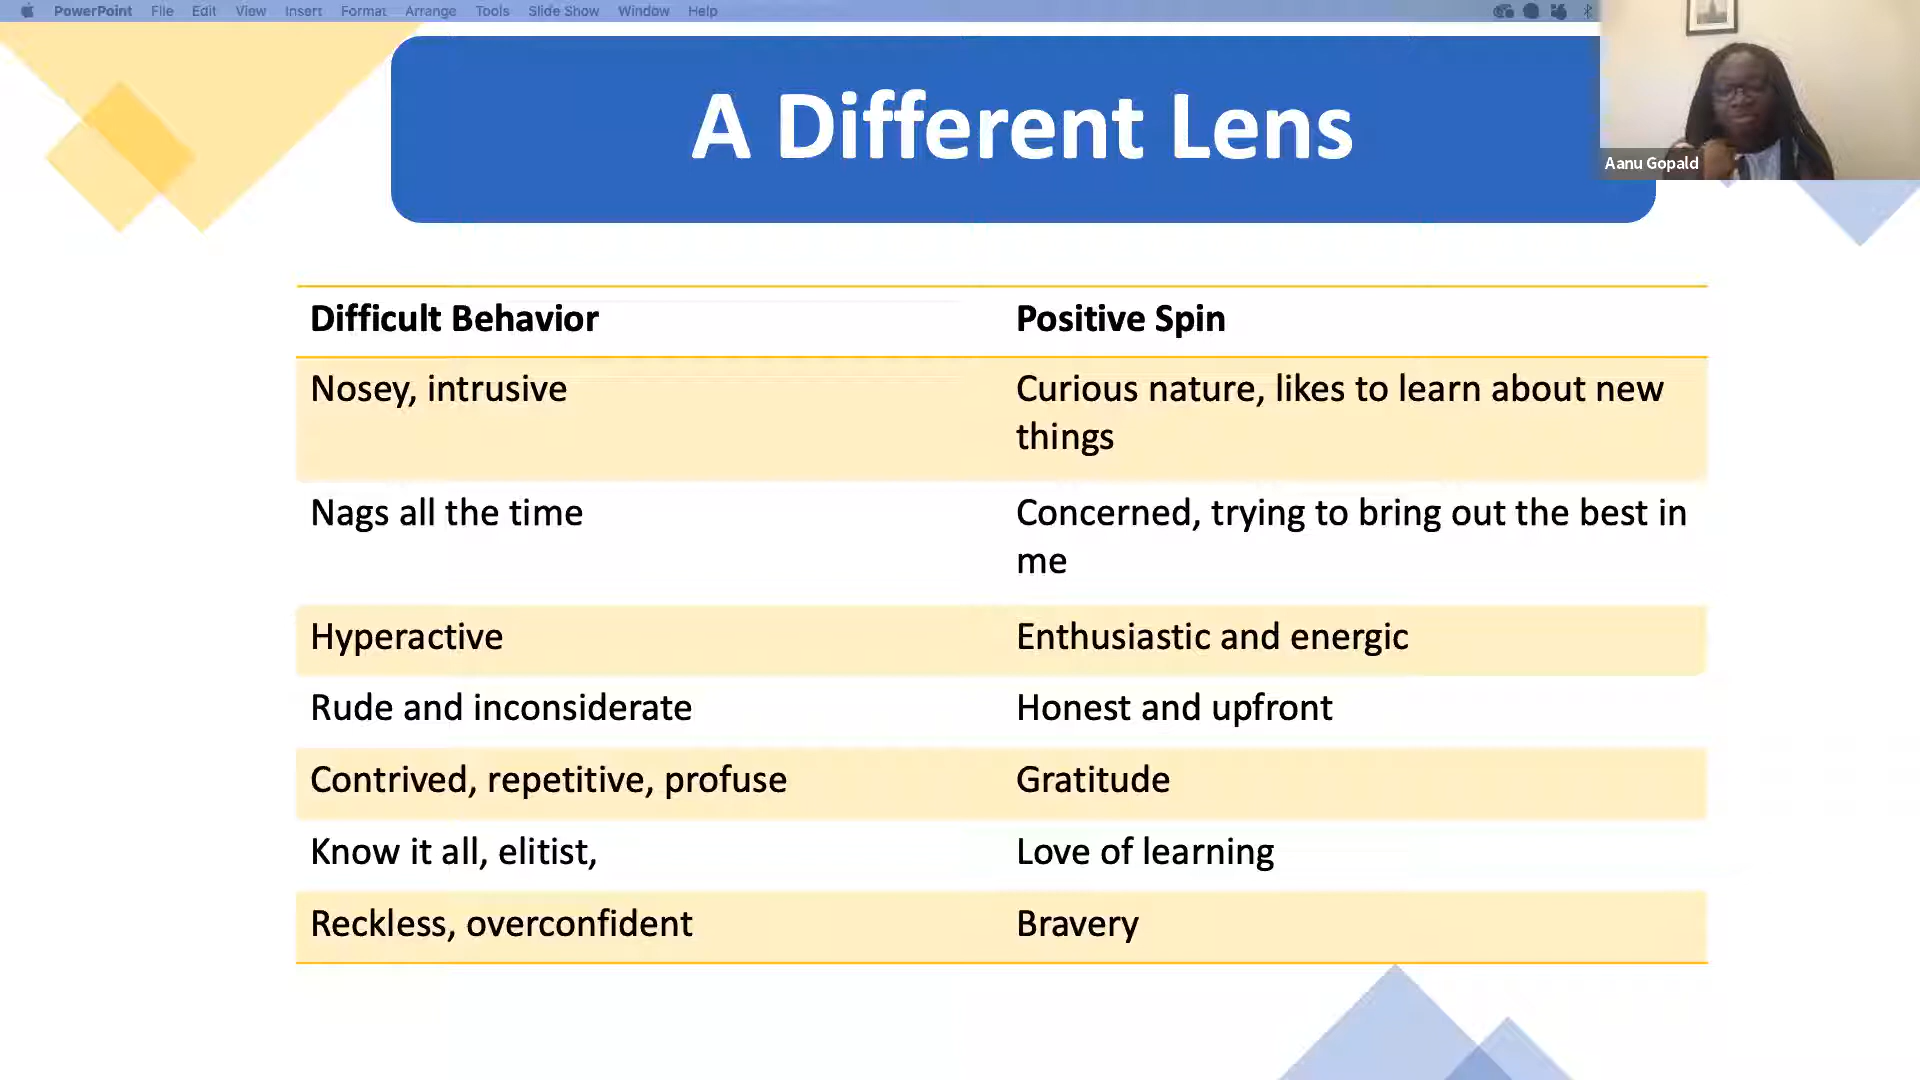 PowerPoint File Edit View Insert Format Arrange Tools Slide Show Window Help
A Different Lens
Aanu Gopald
Difficult Behavior Positive Spin
Nosey, intrusive Curious nature, likes to learn about new
things
Nags all the time Concerned, trying to bring out the best in
me
Hyperactive Enthusiastic and energic
Rude and inconsiderate Honest and upfront
Contrived, repetitive, profuse Gratitude
Know it all, elitist, Love of learning
Reckless, overconfident Bravery